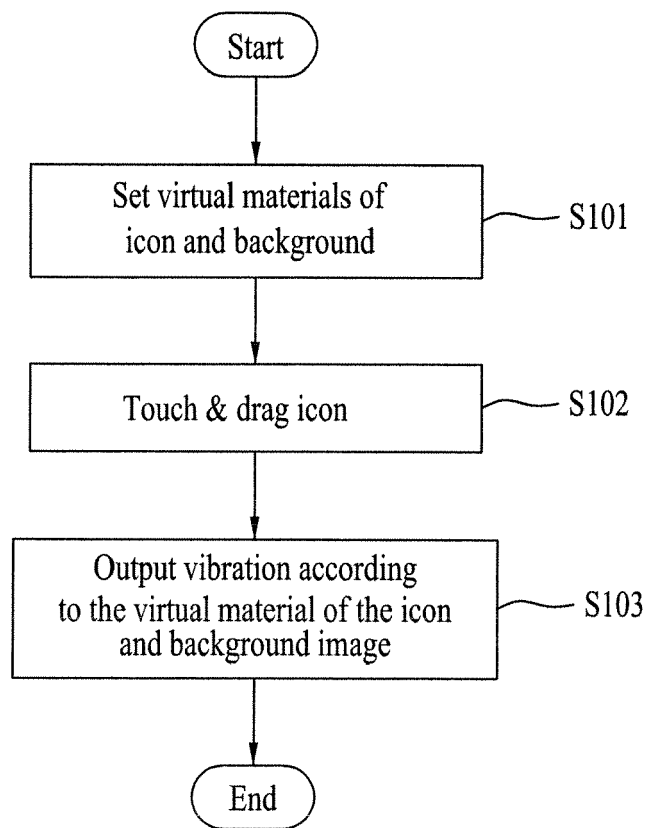 Start
Set virtual materials of
icon and background
S101
Touch & drag icon
S102
Output vibration according
to the virtual material of the icon
and background image
S103
End